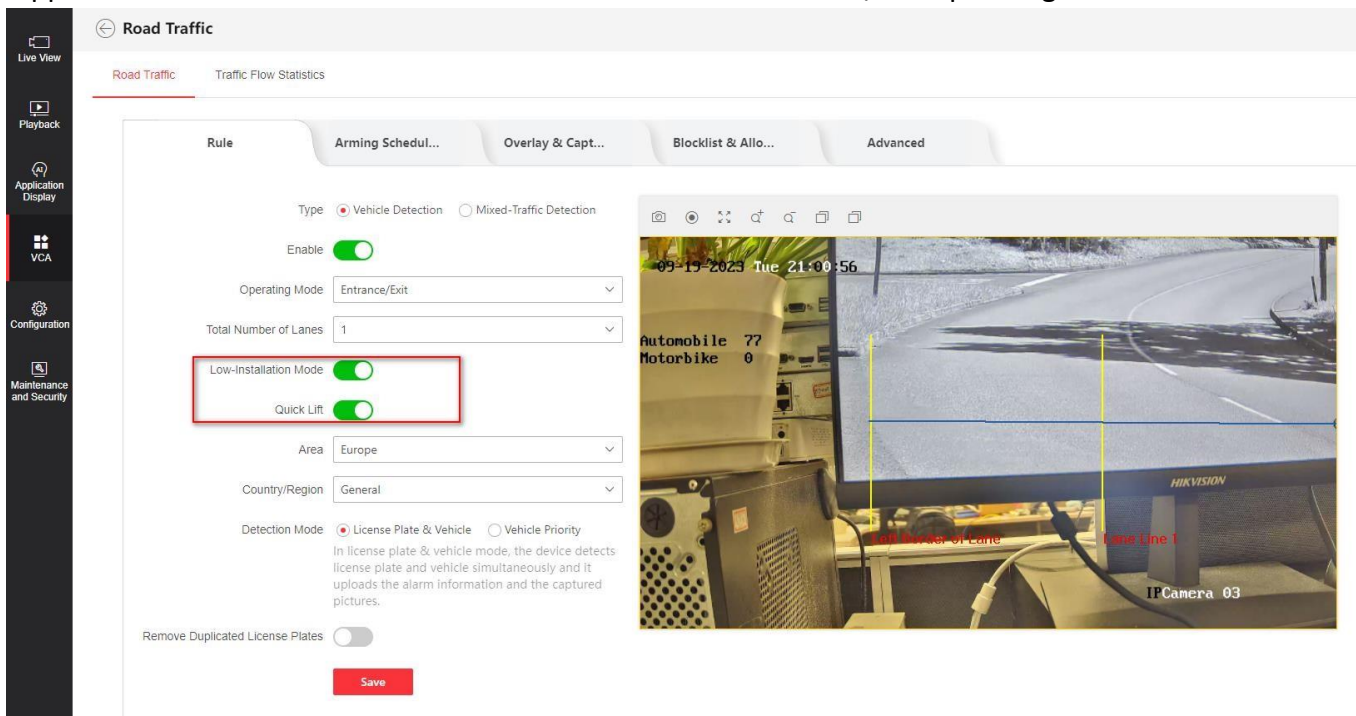 Road Traffic
Live View
Road Traffic Traffic Flow Statistics
Playback
Rule Arming Schedul... Overlay & Capt... Blocklist & Allo... Advanced
AI
Application Display
Type Vehicle Detection Mixed-Traffic Detection
VCA
Enable
09-19-2023 Tue 21:00:56
Operating Mode Entrance/Exit
Configuration
Total Number of Lanes 1
Automobile 77
Motorbike 0
Maintenance and Security
Low-Installation Mode
Quick Lift
Area Europe
Country/Region General
HIKVISION
Detection Mode License Plate & Vehicle Vehicle Priority
In license plate & vehicle mode, the device detects
license plate and vehicle simultaneously and it
uploads the alarm information and the captured
pictures.
Left Border of Lane Lane Line 1
IPCamera 03
Remove Duplicated License Plates
Save